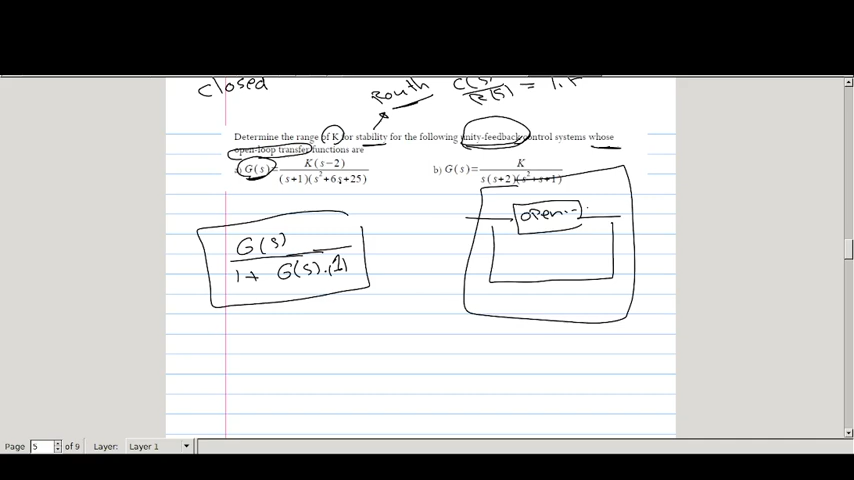 closed
Routh
C(s)
R(s)
=
Determine the range of K for stability for the following unity-feedback control systems whose
open-loop transfer functions are
a) G(s)= K(s−2)
(s+1)(s²+6s+25)
b) G(s)= K
s(s+2)(s²+s+1)
open-
G(s)
1+ G(s).(1)
Page 5 of 9 Layer: Layer 1